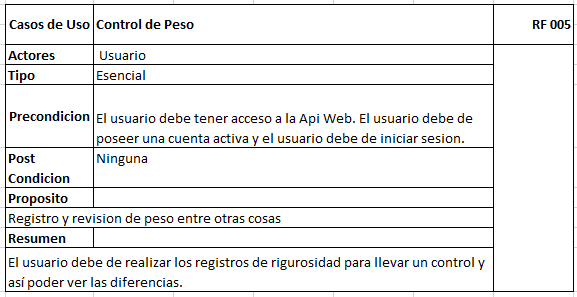 Casos de Uso Control de Peso RF 005
Actores Usuario
Tipo Esencial
Precondicion El usuario debe tener acceso a la Api Web. El usuario debe de
poseer una cuenta activa y el usuario debe de iniciar sesion.
Post Ninguna
Condicion
Proposito
Registro y revision de peso entre otras cosas
Resumen
El usuario debe de realizar los registros de rigurosidad para llevar un control y
así poder ver las diferencias.